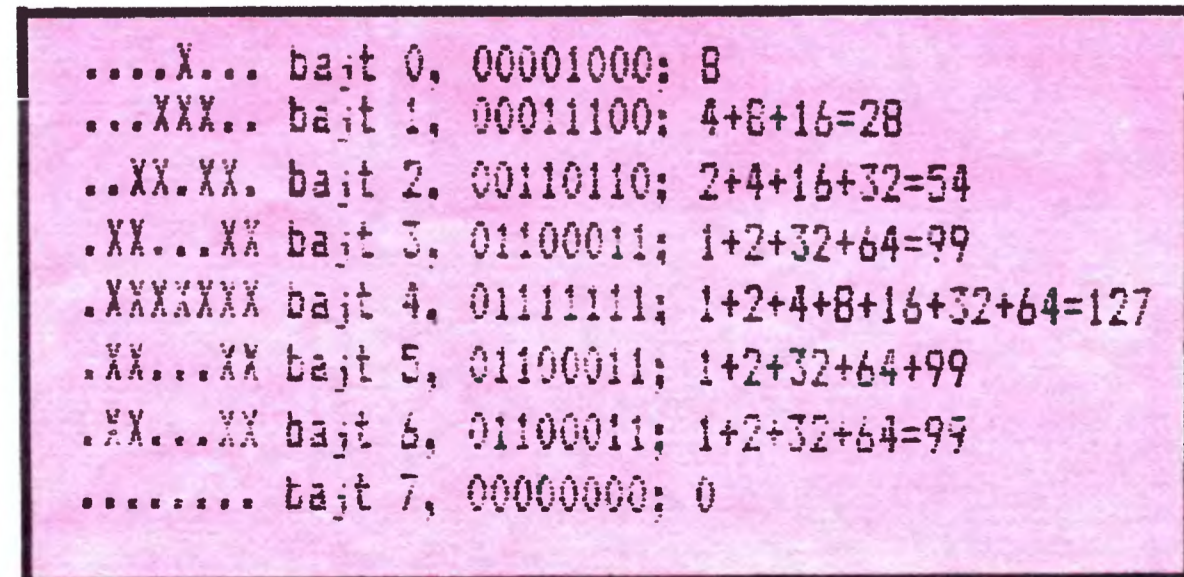 ....X... bajt 0, 00001000; 8
...XXX.. bajt 1, 00011100; 4+8+16=28
..XX.XX. bajt 2, 00110110; 2+4+16+32=54
.XX...XX bajt 3, 01100011; 1+2+32+64=99
.XXXXXXX bajt 4, 01111111; 1+2+4+8+16+32+64=127
.XX...XX bajt 5, 01100011; 1+2+32+64+99
.XX...XX bajt 6, 01100011; 1+2+32+64=99
........ bajt 7, 00000000; 0